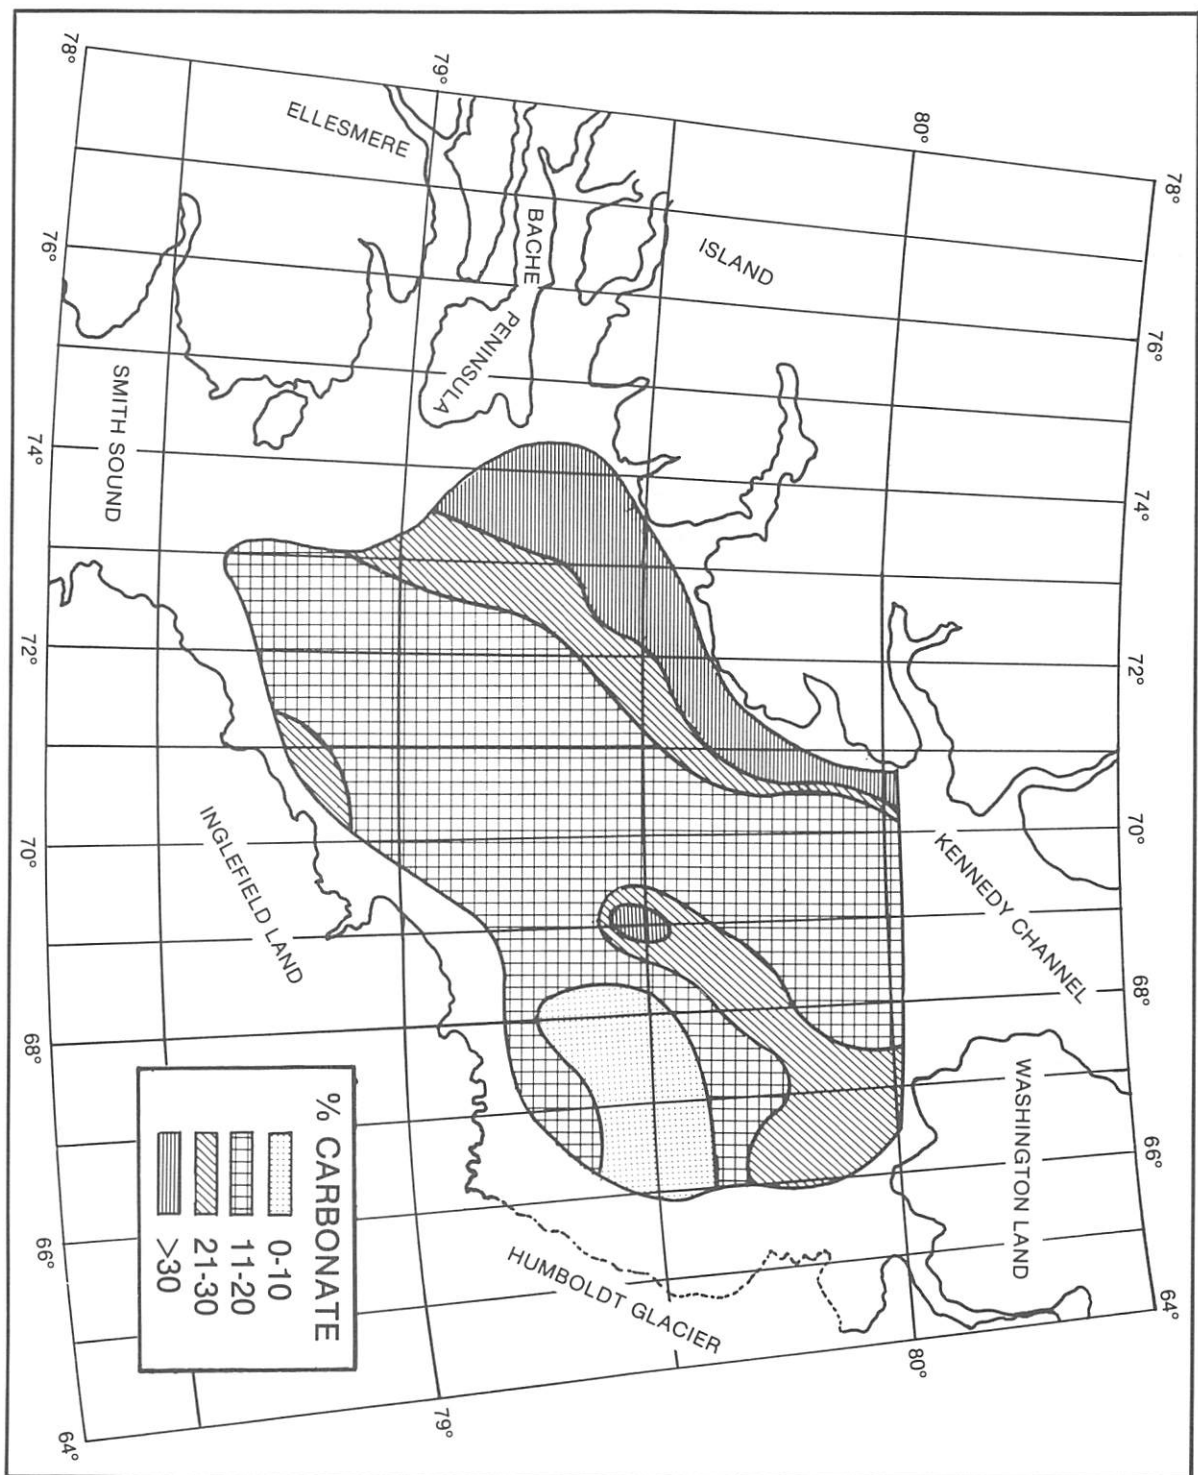 78° 76° 74° 72° 70° 68° 66° 64°
WASHINGTON LAND
KENNEDY CHANNEL
80° 80°
ISLAND
HUMBOLDT GLACIER
BACHE
PENINSULA
79° 79°
ELLESMERE
INGLEFIELD LAND
SMITH SOUND
% CARBONATE
0-10
11-20
21-30
>30
78° 76° 74° 72° 70° 68° 66° 64°